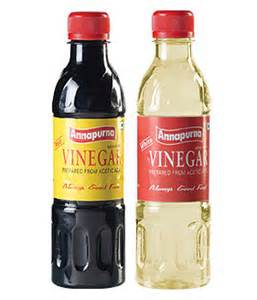 Annapurna
VINEGAR
PREPARED FROM ACETIC ACID
Always Good Food
White
Annapurna
VINEGAR
PREPARED FROM ACETIC ACID
Always Good Food